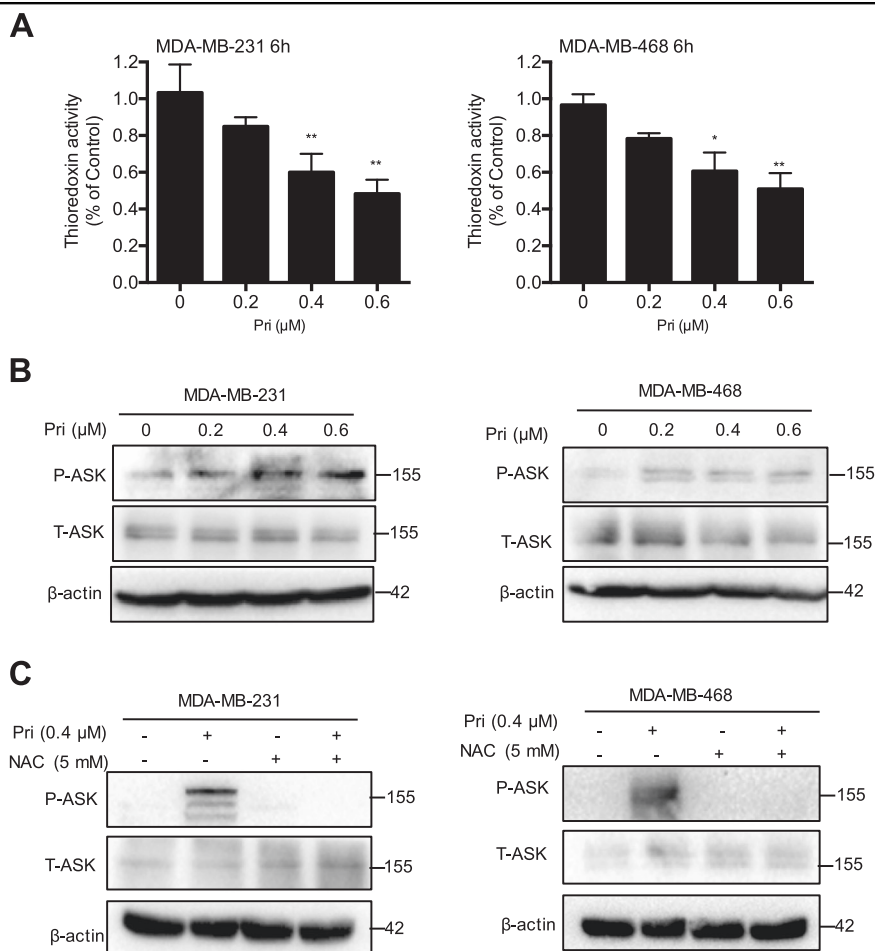 A
MDA-MB-231 6h
Thioredoxin activity
(% of Control)
1.2
1.0
0.8
0.6
0.4
0.2
0.0
** **
0 0.2 0.4 0.6
Pri (µM)
MDA-MB-468 6h
Thioredoxin activity
(% of Control)
1.2
1.0
0.8
0.6
0.4
0.2
0.0
* **
0 0.2 0.4 0.6
Pri (µM)
B
MDA-MB-231
Pri (µM) 0 0.2 0.4 0.6
P-ASK 155
T-ASK 155
β-actin 42
MDA-MB-468
Pri (µM) 0 0.2 0.4 0.6
P-ASK 155
T-ASK 155
β-actin 42
C
MDA-MB-231
Pri (0.4 µM) - + - +
NAC (5 mM) - - + +
P-ASK 155
T-ASK 155
β-actin 42
MDA-MB-468
Pri (0.4 µM) - + - +
NAC (5 mM) - - + +
P-ASK 155
T-ASK 155
β-actin 42